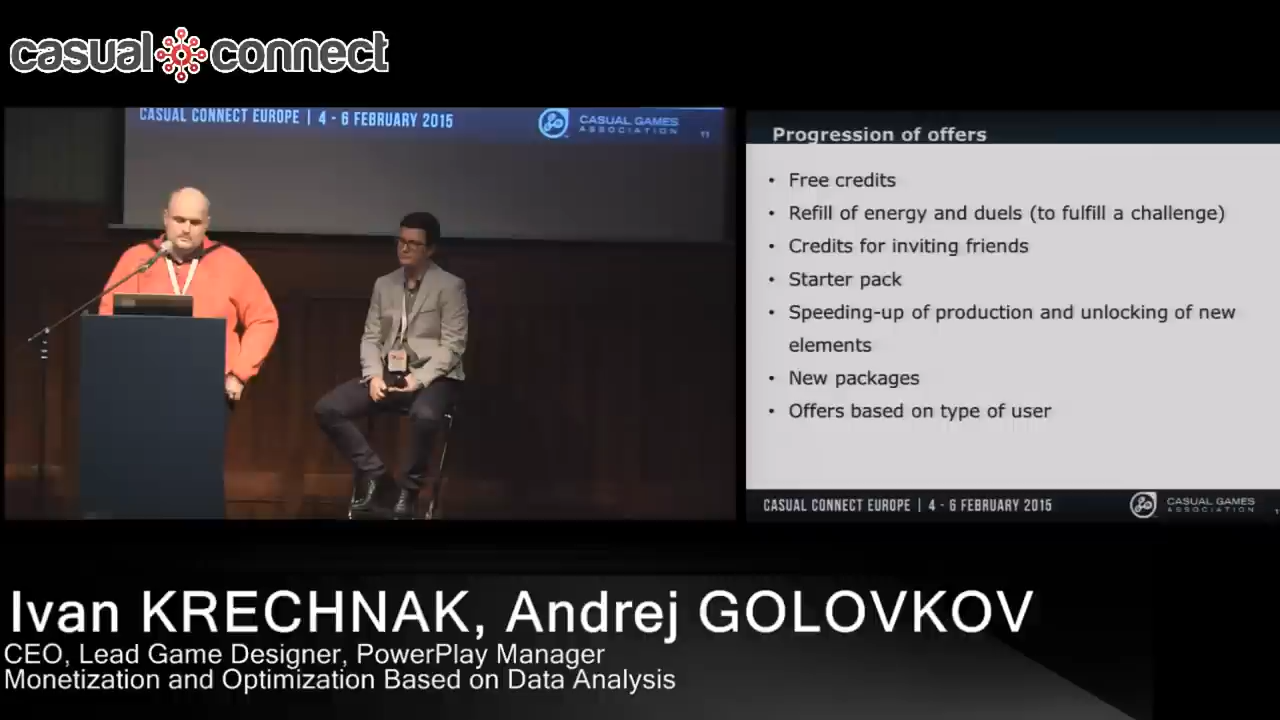 casual connect
CASUAL CONNECT EUROPE | 4 - 6 FEBRUARY 2015
CASUAL GAMES
ASSOCIATION
11
Progression of offers
• Free credits
• Refill of energy and duels (to fulfill a challenge)
• Credits for inviting friends
• Starter pack
• Speeding-up of production and unlocking of new
elements
• New packages
• Offers based on type of user
CASUAL CONNECT EUROPE | 4 - 6 FEBRUARY 2015
CASUAL GAMES
ASSOCIATION
Ivan KRECHNAK, Andrej GOLOVKOV
CEO, Lead Game Designer, PowerPlay Manager
Monetization and Optimization Based on Data Analysis